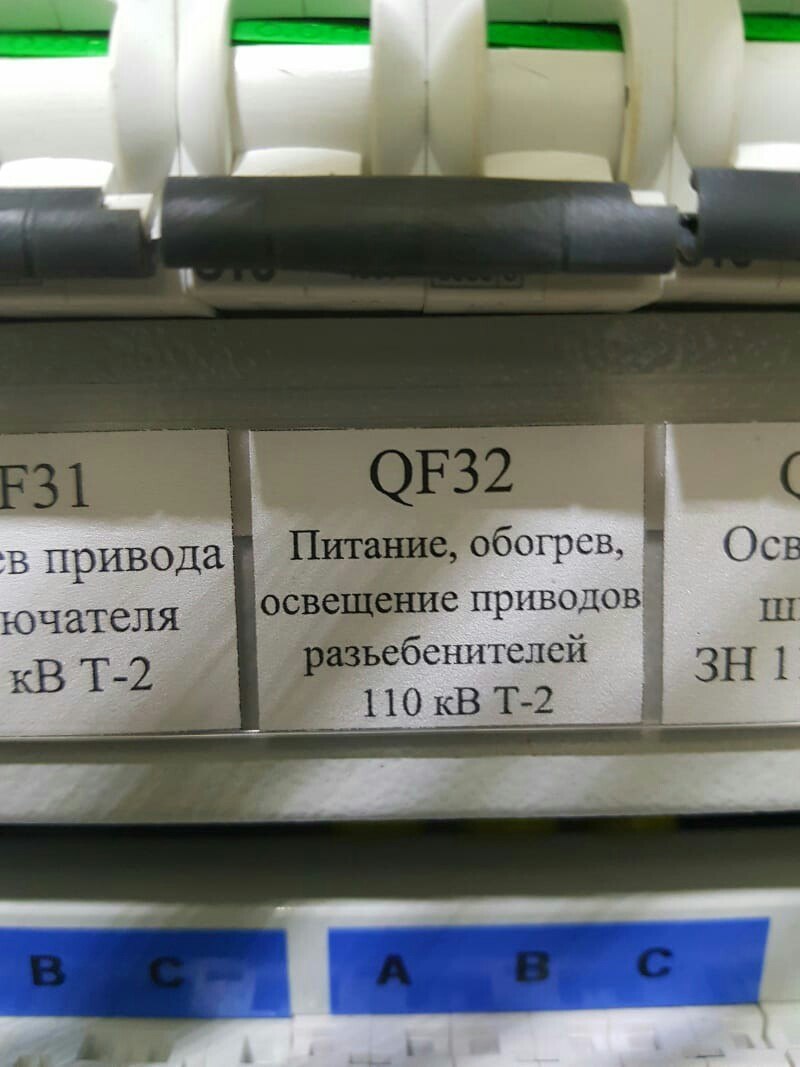 F31
ев привода
ючателя
кВ Т-2
QF32
Питание, обогрев,
освещение приводов
разьебенителей
110 кВ Т-2
Осв
ЗН 1
B C
A B C